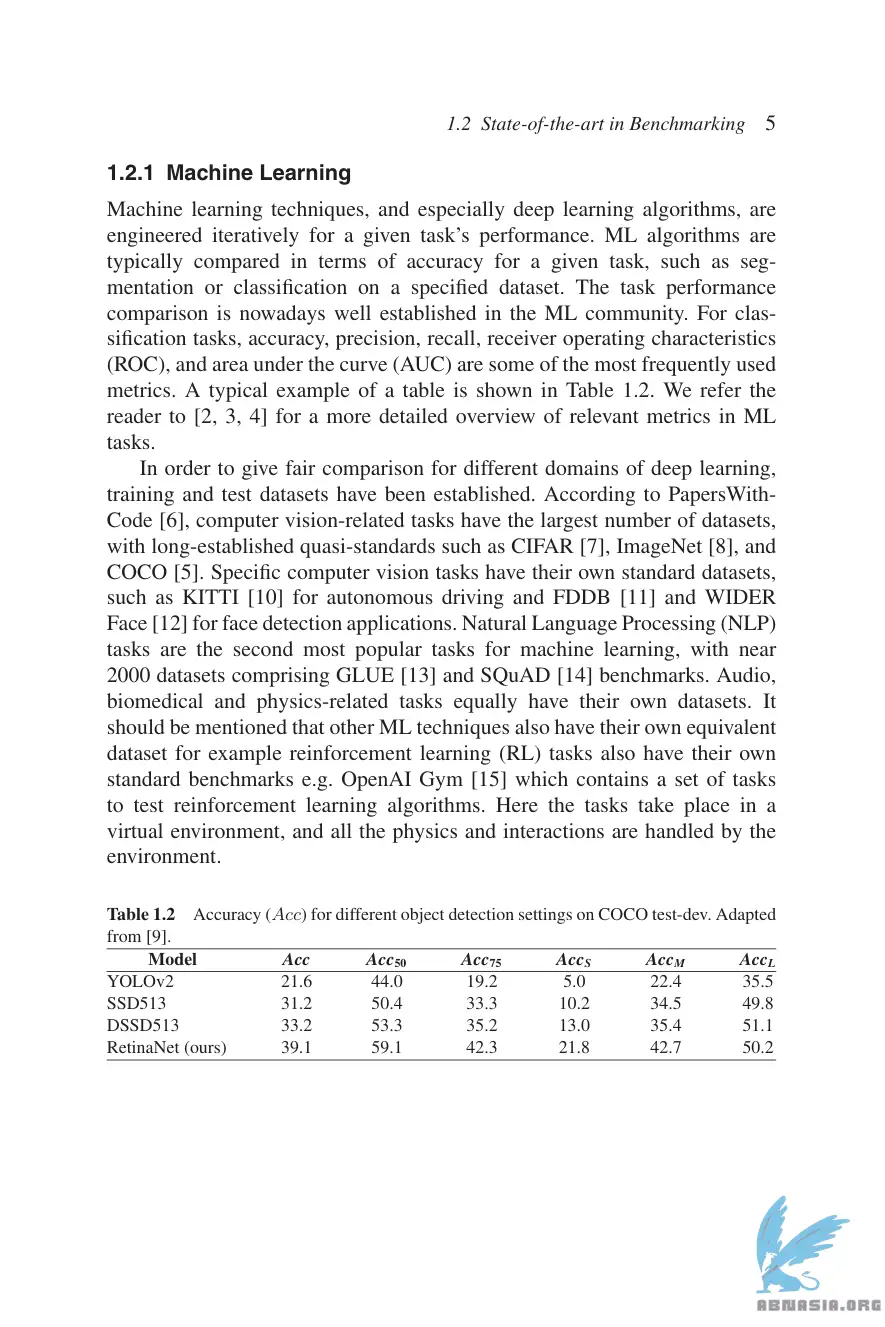 1.2 State-of-the-art in Benchmarking 5
1.2.1 Machine Learning
Machine learning techniques, and especially deep learning algorithms, are
engineered iteratively for a given task's performance. ML algorithms are
typically compared in terms of accuracy for a given task, such as seg-
mentation or classification on a specified dataset. The task performance
comparison is nowadays well established in the ML community. For clas-
sification tasks, accuracy, precision, recall, receiver operating characteristics
(ROC), and area under the curve (AUC) are some of the most frequently used
metrics. A typical example of a table is shown in Table 1.2. We refer the
reader to [2, 3, 4] for a more detailed overview of relevant metrics in ML
tasks.
In order to give fair comparison for different domains of deep learning,
training and test datasets have been established. According to PapersWith-
Code [6], computer vision-related tasks have the largest number of datasets,
with long-established quasi-standards such as CIFAR [7], ImageNet [8], and
COCO [5]. Specific computer vision tasks have their own standard datasets,
such as KITTI [10] for autonomous driving and FDDB [11] and WIDER
Face [12] for face detection applications. Natural Language Processing (NLP)
tasks are the second most popular tasks for machine learning, with near
2000 datasets comprising GLUE [13] and SQuAD [14] benchmarks. Audio,
biomedical and physics-related tasks equally have their own datasets. It
should be mentioned that other ML techniques also have their own equivalent
dataset for example reinforcement learning (RL) tasks also have their own
standard benchmarks e.g. OpenAI Gym [15] which contains a set of tasks
to test reinforcement learning algorithms. Here the tasks take place in a
virtual environment, and all the physics and interactions are handled by the
environment.
Table 1.2 Accuracy (Acc) for different object detection settings on COCO test-dev. Adapted
from [9].
Model Acc Acc50 Acc75 AccS AccM AccL
YOLOv2 21.6 44.0 19.2 5.0 22.4 35.5
SSD513 31.2 50.4 33.3 10.2 34.5 49.8
DSSD513 33.2 53.3 35.2 13.0 35.4 51.1
RetinaNet (ours) 39.1 59.1 42.3 21.8 42.7 50.2
ABNASIA.ORG